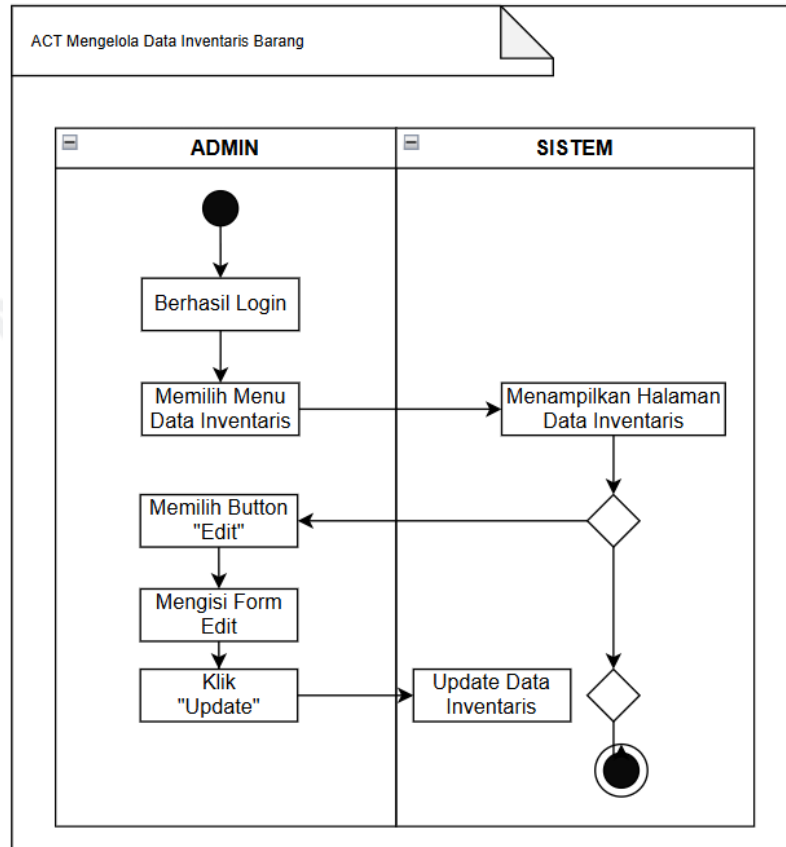 ACT Mengelola Data Inventaris Barang
ADMIN
SISTEM
Berhasil Login
Memilih Menu
Data Inventaris
Menampilkan Halaman
Data Inventaris
Memilih Button
"Edit"
Mengisi Form
Edit
Klik
"Update"
Update Data
Inventaris